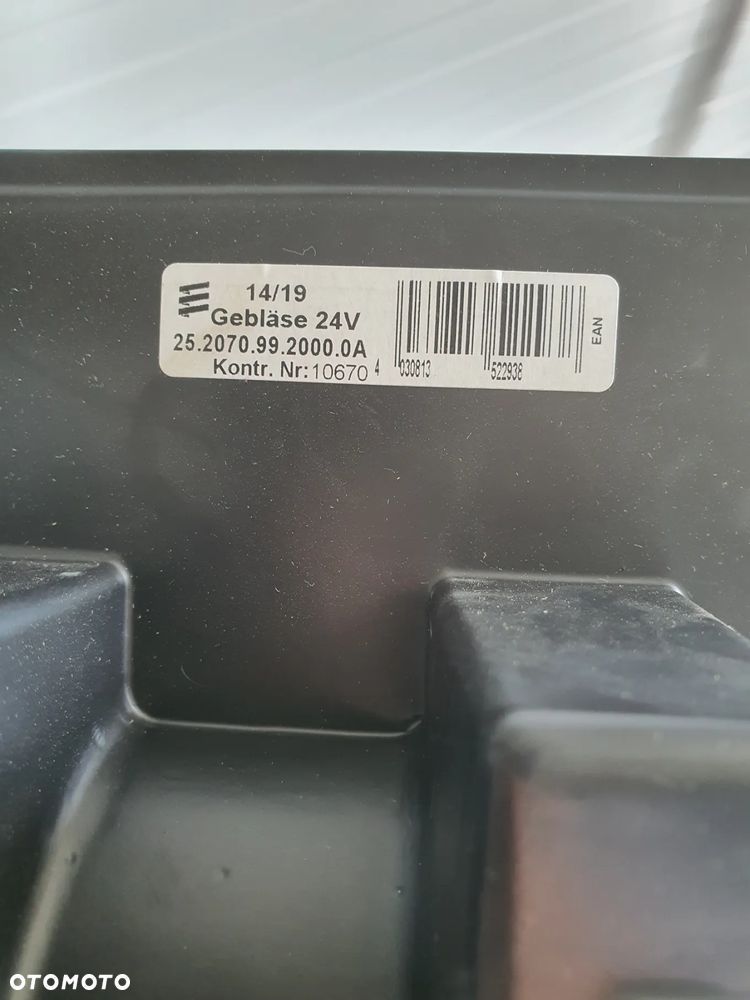 14/19
Gebläse 24V
25.2070.99.2000.0A
Kontr. Nr:10670
4 030813 522938
EAN
OTOMOTO